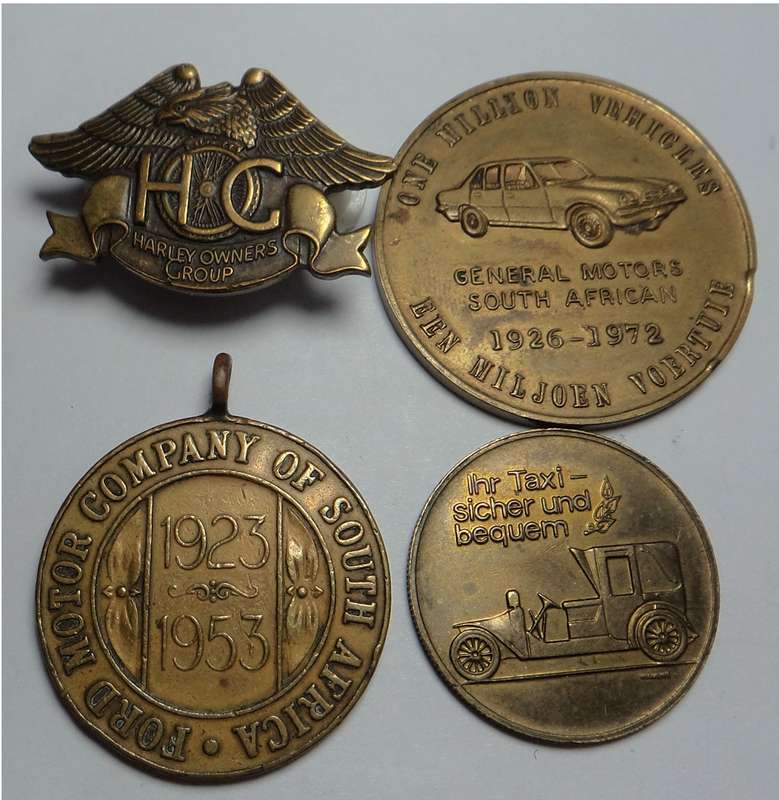 HOG
HARLEY OWNERS
GROUP
ONE MILLION VEHICLES
GENERAL MOTORS
SOUTH AFRICAN
1926-1972
EEN MILJOEN VOERTUIE
FORD MOTOR COMPANY OF SOUTH AFRICA
1923
1953
Ihr Taxi -
sicher und
bequem